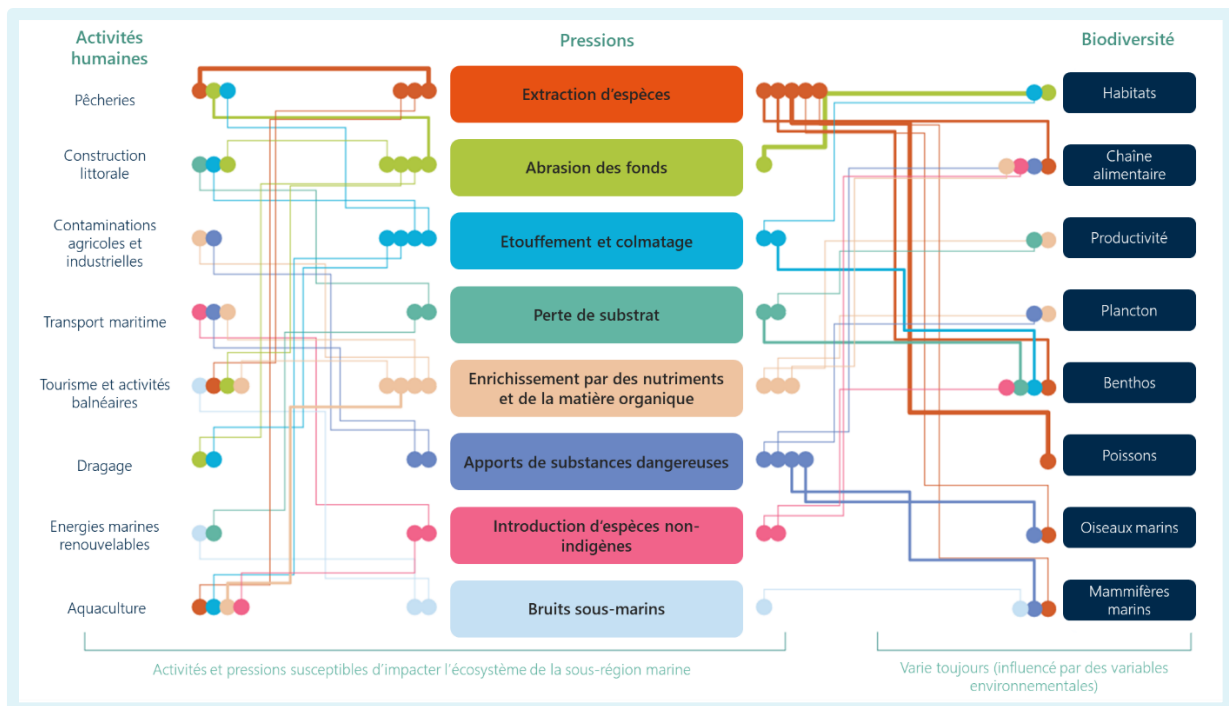 Activités
humaines
Pressions
Biodiversité
Pêcheries
Extraction d’espèces
Habitats
Construction
littorale
Abrasion des fonds
Chaîne
alimentaire
Contaminations
agricoles et
industrielles
Etouffement et colmatage
Productivité
Transport maritime
Perte de substrat
Plancton
Tourisme et activités
balnéaires
Enrichissement par des nutriments
et de la matière organique
Benthos
Dragage
Apports de substances dangereuses
Poissons
Energies marines
renouvelables
Introduction d’espèces non-
indigènes
Oiseaux marins
Aquaculture
Bruits sous-marins
Mammifères
marins
Activités et pressions susceptibles d’impacter l’écosystème de la sous-région marine
Varie toujours (influencé par des variables
environnementales)